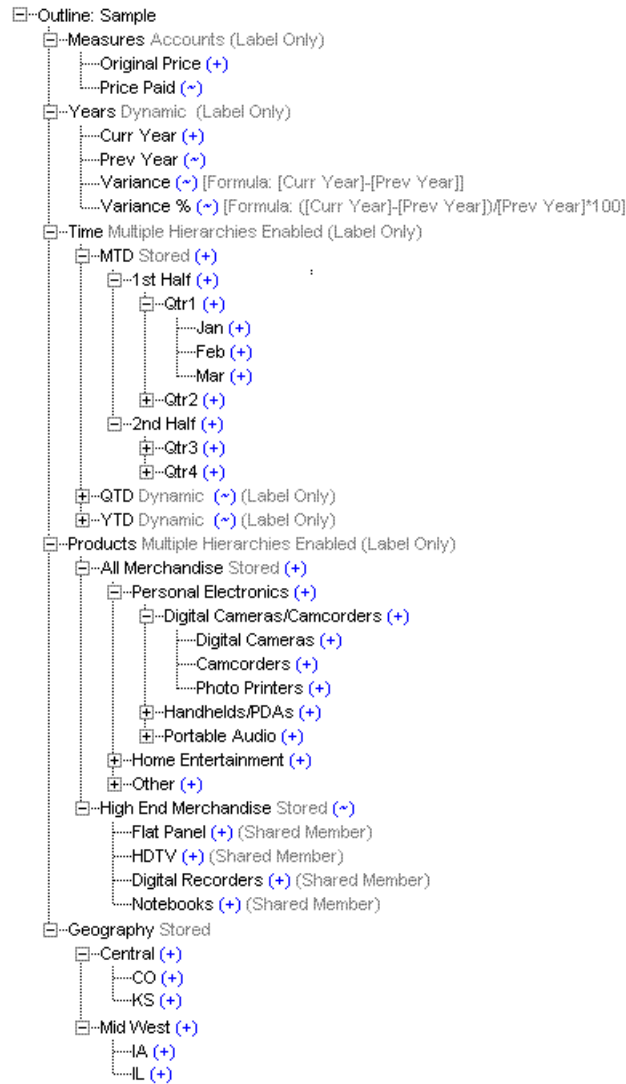 Outline: Sample
Measures Accounts (Label Only)
Original Price (+)
Price Paid (~)
Years Dynamic (Label Only)
Curr Year (+)
Prev Year (~)
Variance (~) [Formula: [Curr Year]-[Prev Year]]
Variance % (~) [Formula: ([Curr Year]-[Prev Year])/[Prev Year]*100]
Time Multiple Hierarchies Enabled (Label Only)
MTD Stored (+)
1st Half (+)
Qtr1 (+)
Jan (+)
Feb (+)
Mar (+)
Qtr2 (+)
2nd Half (+)
Qtr3 (+)
Qtr4 (+)
QTD Dynamic (~) (Label Only)
YTD Dynamic (~) (Label Only)
Products Multiple Hierarchies Enabled (Label Only)
All Merchandise Stored (+)
Personal Electronics (+)
Digital Cameras/Camcorders (+)
Digital Cameras (+)
Camcorders (+)
Photo Printers (+)
Handhelds/PDAs (+)
Portable Audio (+)
Home Entertainment (+)
Other (+)
High End Merchandise Stored (~)
Flat Panel (+) (Shared Member)
HDTV (+) (Shared Member)
Digital Recorders (+) (Shared Member)
Notebooks (+) (Shared Member)
Geography Stored
Central (+)
CO (+)
KS (+)
Mid West (+)
IA (+)
IL (+)